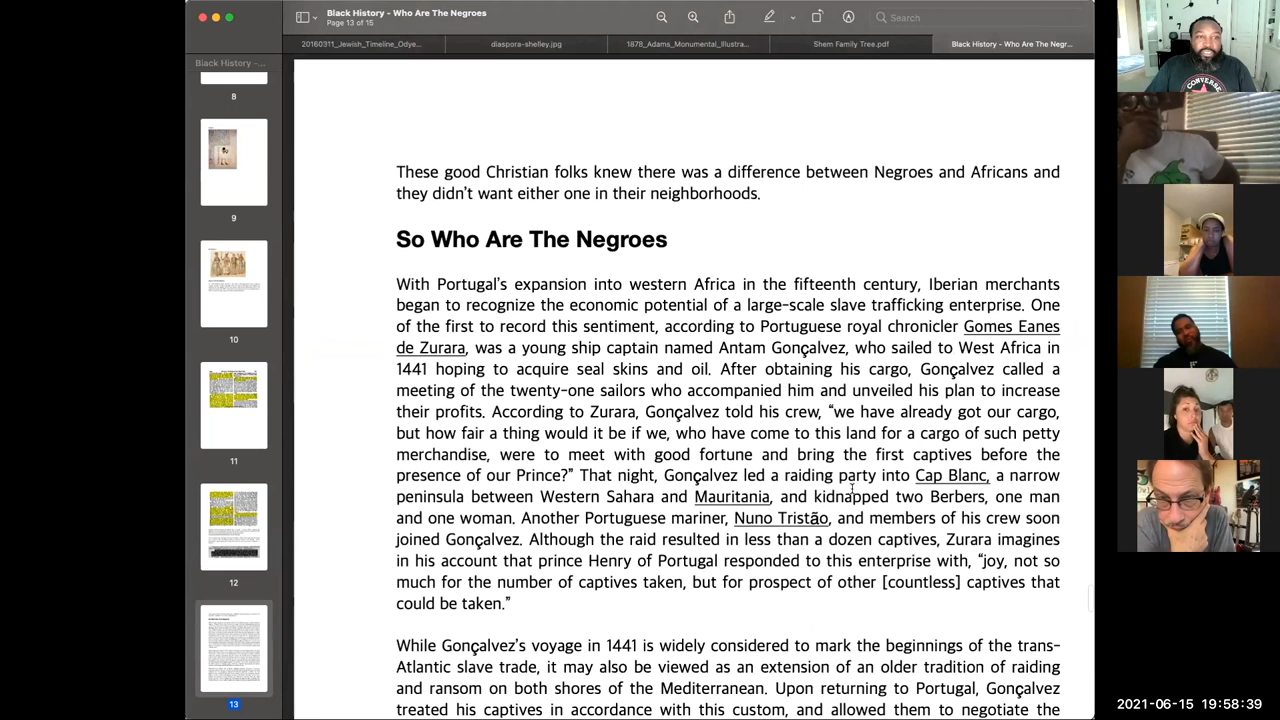 Black History - Who Are The Negroes
Page 13 of 15
Search
20160311_Jewish_Timeline_Odye...
diaspora-shelley.jpg
1878_Adams_Monumental_Illustra...
Shem Family Tree.pdf
Black History - Who Are The Negr...
Black History -...
8
9
10
11
12
13
These good Christian folks knew there was a difference between Negroes and Africans and
they didn't want either one in their neighborhoods.
So Who Are The Negroes
With Portugal's expansion into western Africa in the fifteenth century, Iberian merchants
began to recognize the economic potential of a large-scale slave trafficking enterprise. One
of the first to record this sentiment, according to Portuguese royal chronicler Gomes Eanes
de Zurara, was a young ship captain named Antam Gonçalvez, who sailed to West Africa in
1441 hoping to acquire seal skins and oil. After obtaining his cargo, Gonçalvez called a
meeting of the twenty-one sailors who accompanied him and unveiled his plan to increase
their profits. According to Zurara, Gonçalvez told his crew, “we have already got our cargo,
but how fair a thing would it be if we, who have come to this land for a cargo of such petty
merchandise, were to meet with good fortune and bring the first captives before the
presence of our Prince?” That night, Gonçalvez led a raiding party into Cap Blanc, a narrow
peninsula between Western Sahara and Mauritania, and kidnapped two Berbers, one man
and one woman. Another Portuguese mariner, Nuno Tristão, and members of his crew soon
joined Gonçalvez. Although the raid resulted in less than a dozen captives, Zurara imagines
in his account that prince Henry of Portugal responded to this enterprise with, “joy, not so
much for the number of captives taken, but for prospect of other [countless] captives that
could be taken.”
While Gonçalvez's voyage in 1441 is widely considered to mark the beginnings of the trans-
Atlantic slave trade, it may also be viewed as an extension of an older tradition of raiding
and ransom on both shores of the Mediterranean. Upon returning to Portugal, Gonçalvez
treated his captives in accordance with this custom, and allowed them to negotiate the
CONVERSE
2021-06-15 19:58:39